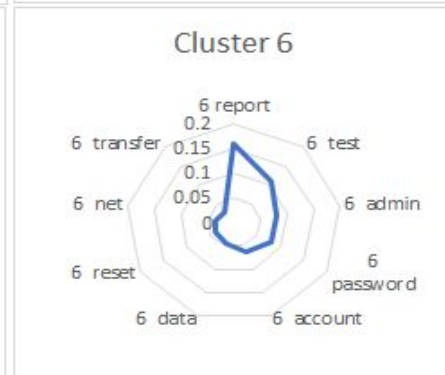 Cluster 6
6 report
0.2
6 transfer
0.15
6 test
0.1
0.05
6 net
0
6 admin
6 reset
6
password
6 data
6 account